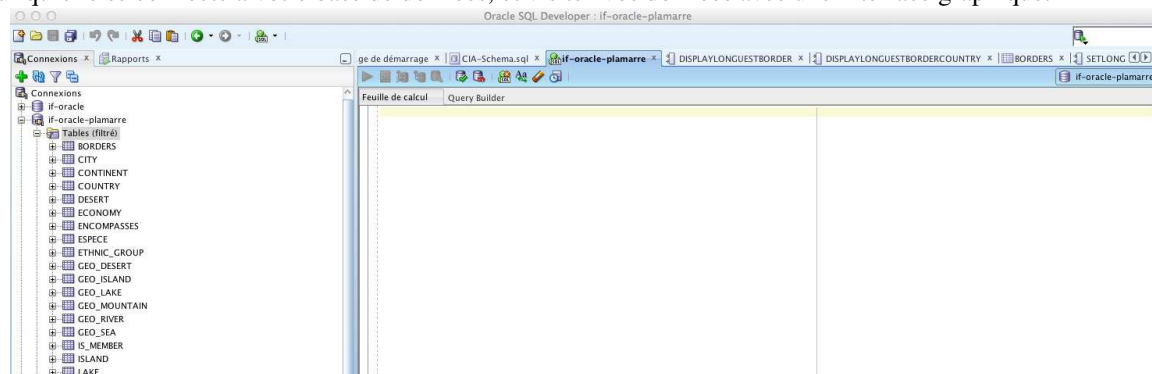 Oracle SQL Developer : if-oracle-plamarre
Connexions x Rapports x
ge de démarrage x CIA-Schema.sql x if-oracle-plamarre x DISPLAYLONGUESTBORDER x DISPLAYLONGUESTBORDERCOUNTRY x BORDERS x SETLONG
if-oracle-plamarre
Feuille de calcul Query Builder
Connexions
if-oracle
if-oracle-plamarre
Tables (filtré)
BORDERS
CITY
CONTINENT
COUNTRY
DESERT
ECONOMY
ENCOMPASSES
ESPECE
ETHNIC_GROUP
GEO_DESERT
GEO_ISLAND
GEO_LAKE
GEO_MOUNTAIN
GEO_RIVER
GEO_SEA
IS_MEMBER
ISLAND
LAKE